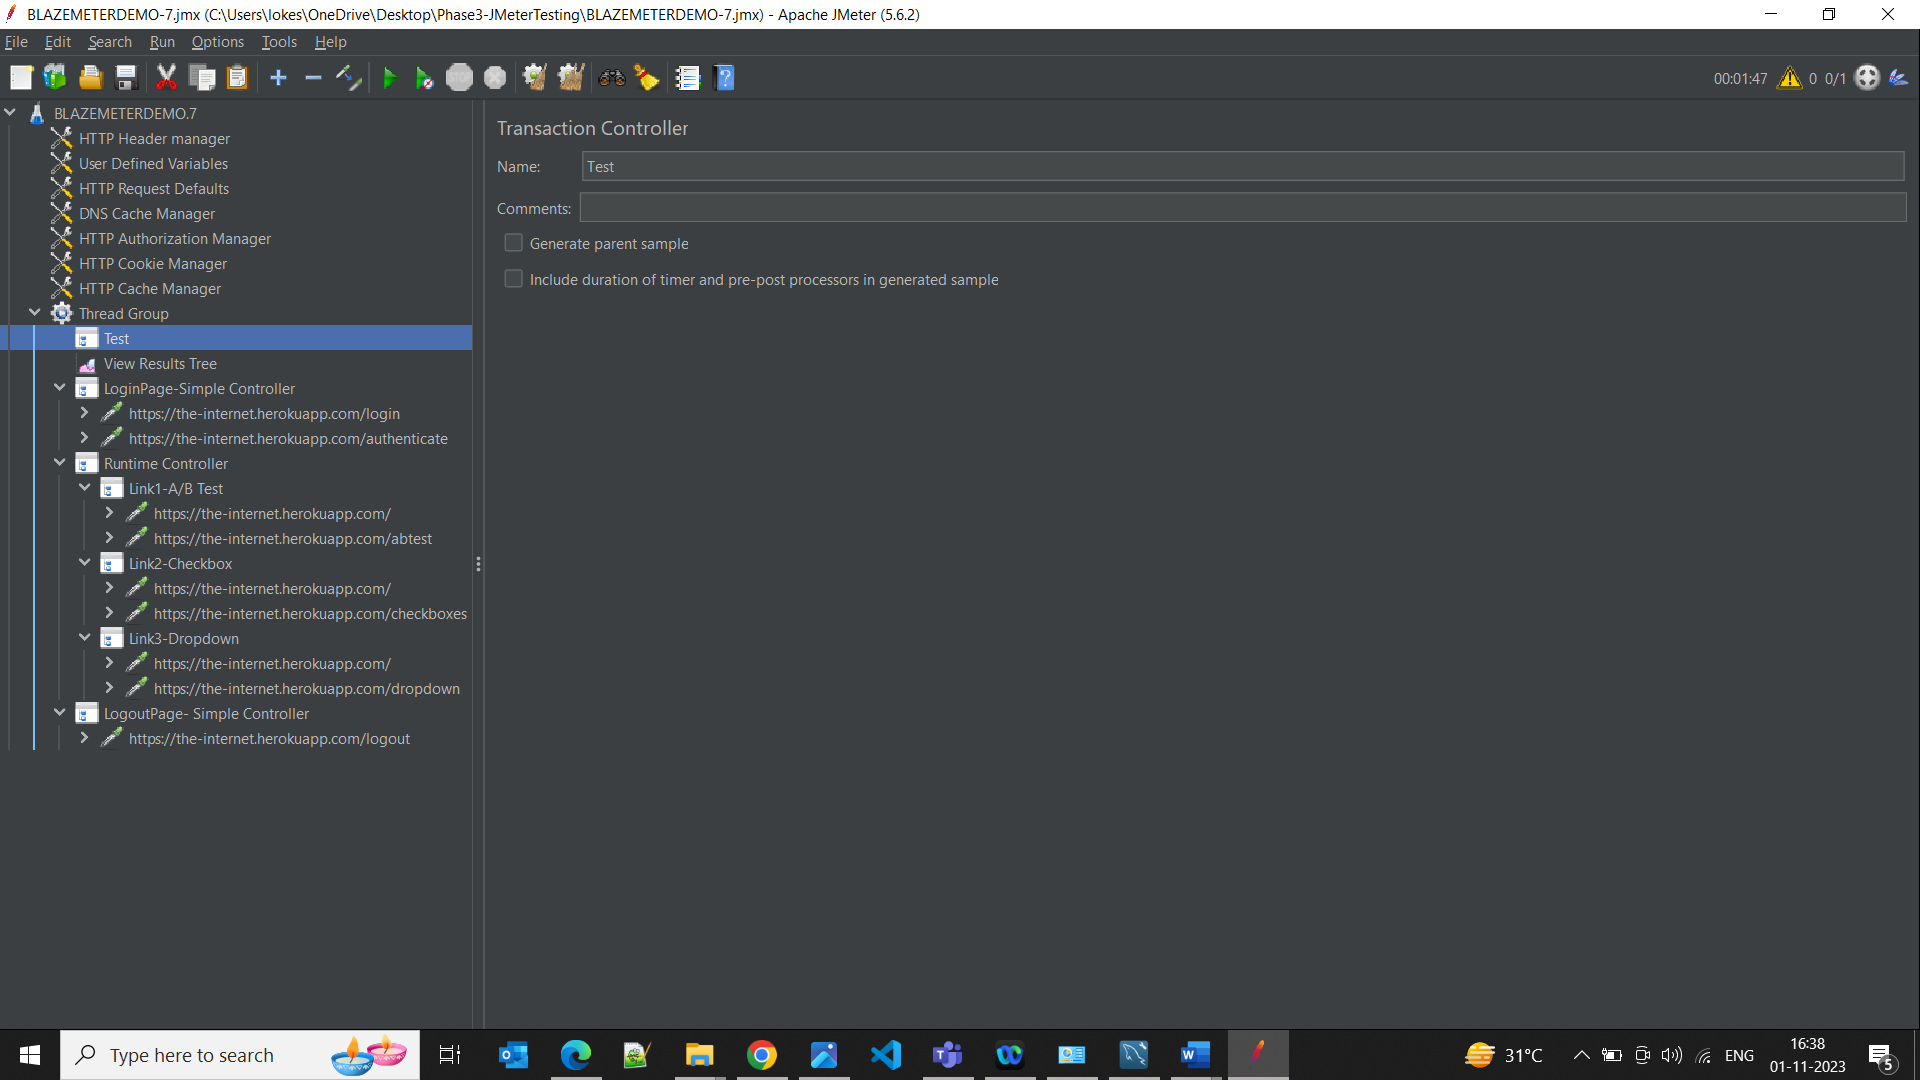 BLAZEMETERDEMO-7.jmx (C:\Users\lokes\OneDrive\Desktop\Phase3-JMeterTesting\BLAZEMETERDEMO-7.jmx) - Apache JMeter (5.6.2)
File Edit Search Run Options Tools Help
STOP
00:01:47 0 0/1
BLAZEMETERDEMO.7
HTTP Header manager
User Defined Variables
HTTP Request Defaults
DNS Cache Manager
HTTP Authorization Manager
HTTP Cookie Manager
HTTP Cache Manager
Thread Group
Test
View Results Tree
LoginPage-Simple Controller
https://the-internet.herokuapp.com/login
https://the-internet.herokuapp.com/authenticate
Runtime Controller
Link1-A/B Test
https://the-internet.herokuapp.com/
https://the-internet.herokuapp.com/abtest
Link2-Checkbox
https://the-internet.herokuapp.com/
https://the-internet.herokuapp.com/checkboxes
Link3-Dropdown
https://the-internet.herokuapp.com/
https://the-internet.herokuapp.com/dropdown
LogoutPage- Simple Controller
https://the-internet.herokuapp.com/logout
Transaction Controller
Name: Test
Comments:
Generate parent sample
Include duration of timer and pre-post processors in generated sample
Type here to search
31°C
ENG
16:38
01-11-2023
5